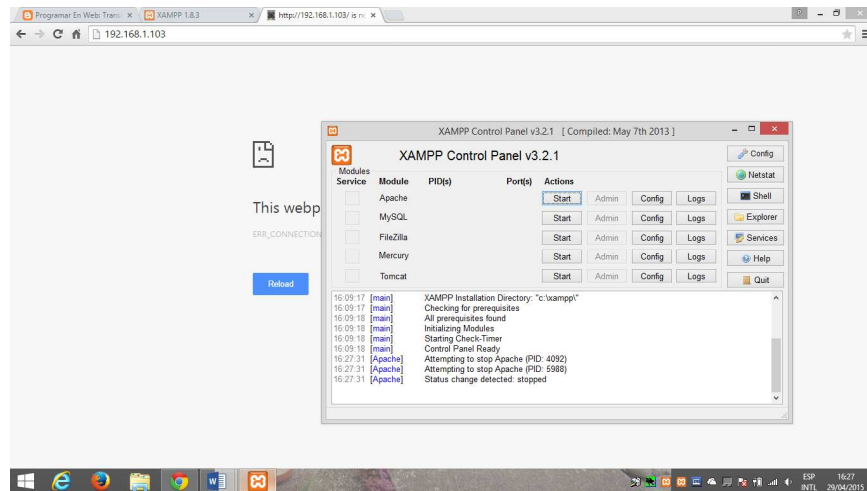 Programar En Web: Trans
XAMPP 1.8.3
http://192.168.1.103/ is n
192.168.1.103
This webp
ERR_CONNECTION
Reload
XAMPP Control Panel v3.2.1 [ Compiled: May 7th 2013 ]
XAMPP Control Panel v3.2.1
Config
Modules
Service Module PID(s) Port(s) Actions
Netstat
Apache Start Admin Config Logs
Shell
MySQL Start Admin Config Logs
Explorer
FileZilla Start Admin Config Logs
Services
Mercury Start Admin Config Logs
Help
Tomcat Start Admin Config Logs
Quit
16:09:17 [main] XAMPP Installation Directory: "c:\xampp\"
16:09:17 [main] Checking for prerequisites
16:09:18 [main] All prerequisites found
16:09:18 [main] Initializing Modules
16:09:18 [main] Starting Check-Timer
16:09:18 [main] Control Panel Ready
16:27:31 [Apache] Attempting to stop Apache (PID: 4092)
16:27:31 [Apache] Attempting to stop Apache (PID: 5988)
16:27:31 [Apache] Status change detected: stopped
ESP 16:27
INTL 29/04/2015